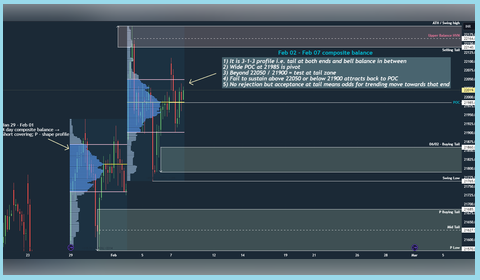 ATH / Swing high
Selling Tail
Feb 02 - Feb 07 composite balance
1) It is 3-1-3 profile i.e. tail at both ends and bell balance in between
2) Wide POC at 21985 is pivot
3) Beyond 22050 / 21900 = test at tail zone
4) Fail to sustain above 22050 or below 21900 attracts back to POC
5) No rejection but acceptance at tail means odds for trending move towards that end
POC
Jan 29 - Feb 01
4 day composite balance ->
short covering; P - shape profile
Buying Tail
Swing Low
P Buying Tail
Mid Tail
P Low
23
29
Feb
5
7
12
14
19
21
23
28
Mar
5